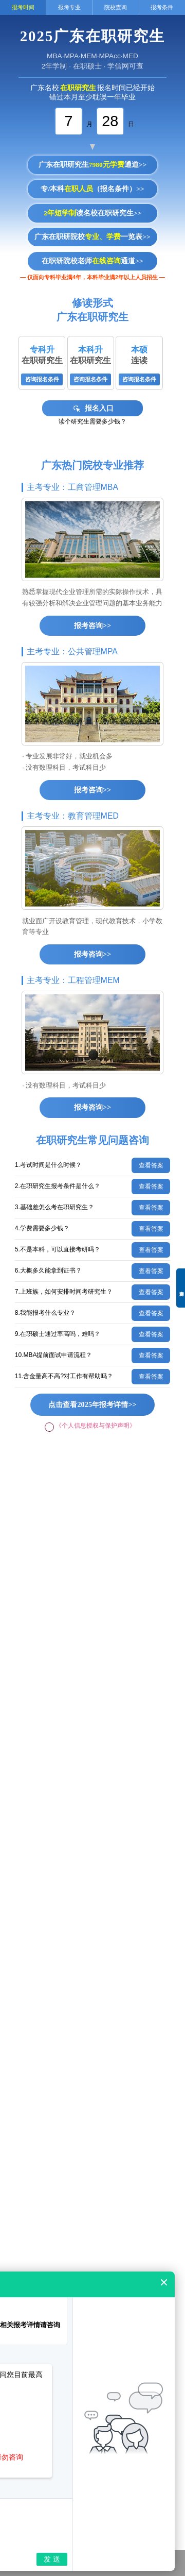 报考时间 报考专业 院校查询 报考条件
2025广东在职研究生
MBA·MPA·MEM·MPAcc·MED
2年学制 · 在职硕士 · 学信网可查
广东名校 在职研究生 报名时间已经开始
错过本月至少耽误一年毕业
7 月 28 日
广东在职研究生7980元学费通道>>
专/本科在职人员（报名条件）>>
2年短学制读名校在职研究生>>
广东在职研院校专业、学费一览表>>
在职研院校老师在线咨询通道>>
— 仅面向专科毕业满4年，本科毕业满2年以上人员招生 —
修读形式
广东在职研究生
专科升 本科升 本硕
在职研究生 在职研究生 连读
咨询报名条件 咨询报名条件 咨询报名条件
报名入口
读个研究生需要多少钱？
广东热门院校专业推荐
主考专业：工商管理MBA
熟悉掌握现代企业管理所需的实际操作技术，具
有较强分析和解决企业管理问题的基本业务能力
报考咨询>>
主考专业：公共管理MPA
· 专业发展非常好，就业机会多
· 没有数理科目，考试科目少
报考咨询>>
主考专业：教育管理MED
就业面广开设教育管理，现代教育技术，小学教
育等专业
报考咨询>>
主考专业：工程管理MEM
· 没有数理科目，考试科目少
报考咨询>>
在职研究生常见问题咨询
1.考试时间是什么时候？ 查看答案
2.在职研究生报考条件是什么？ 查看答案
3.基础差怎么考在职研究生？ 查看答案
4.学费需要多少钱？ 查看答案
5.不是本科，可以直接考研吗？ 查看答案
6.大概多久能拿到证书？ 查看答案
7.上班族，如何安排时间考研究生？ 查看答案
8.我能报考什么专业？ 查看答案
9.在职硕士通过率高吗，难吗？ 查看答案
10.MBA提前面试申请流程？ 查看答案
11.含金量高不高?对工作有帮助吗？ 查看答案
点击查看2025年报考详情>>
《个人信息授权与保护声明》
相关报考详情请咨询
问您目前最高
勿咨询
发 送